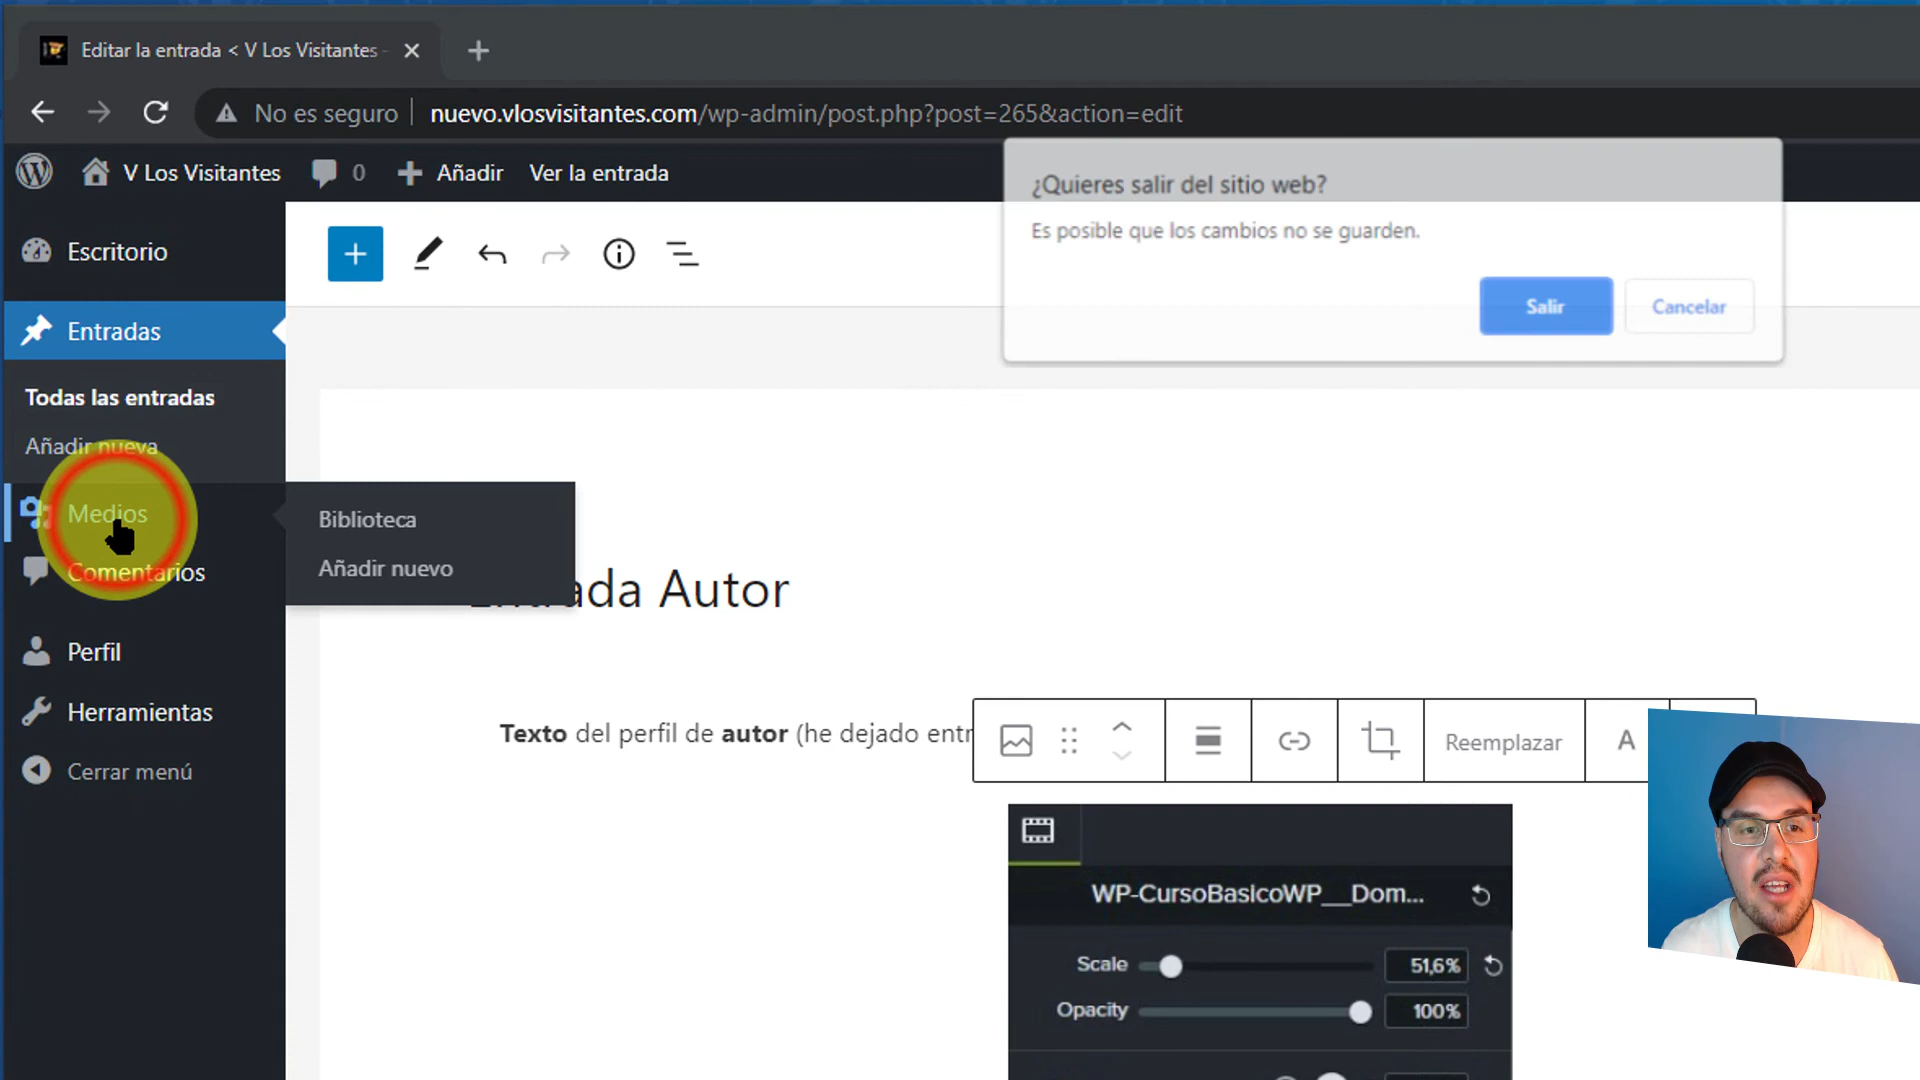 Editar la entrada < V Los Visitantes -
No es seguro
nuevo.vlosvisitantes.com/wp-admin/post.php?post=265&action=edit
V Los Visitantes
0
Añadir
Ver la entrada
¿Quieres salir del sitio web?
Es posible que los cambios no se guarden.
Salir
Cancelar
Escritorio
Entradas
Todas las entradas
Añadir nueva
Medios
Biblioteca
Añadir nuevo
Comentarios
Perfil
Herramientas
Cerrar menú
Entrada Autor
Texto del perfil de autor (he dejado entr
Reemplazar
A
WP-CursoBasicoWP__Dom...
Scale
51,6%
Opacity
100%